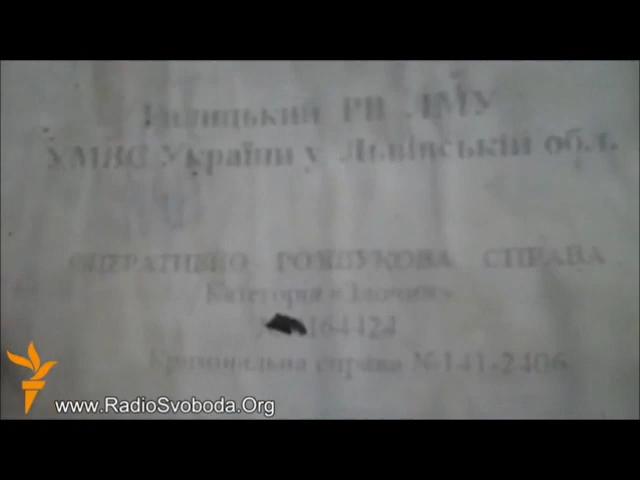 Галицький РВ ЛМУ
УМВС України у Львівській обл.
ОПЕРАТИВНО РОЗШУКОВА СПРАВА
Категорія «Злочин»
164424
Кримінальна справа №141-2406
www.RadioSvoboda.Org